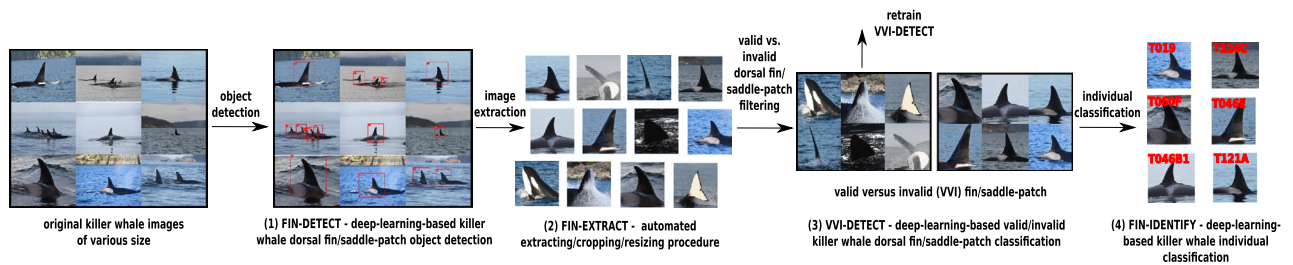 original killer whale images
of various size
object
detection
(1) FIN-DETECT - deep-learning-based killer
whale dorsal fin/saddle-patch object detection
image
extraction
(2) FIN-EXTRACT - automated
extracting/cropping/resizing procedure
valid vs.
invalid
dorsal fin/
saddle-patch
filtering
retrain
VVI-DETECT
valid versus invalid (VVI) fin/saddle-patch
(3) VVI-DETECT - deep-learning-based valid/invalid
killer whale dorsal fin/saddle-patch classification
individual
classification
T019
T060F
T046E
T046B1
T121A
(4) FIN-IDENTIFY - deep-learning-
based killer whale individual
classification